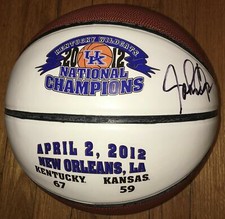 KENTUCKY WILDCATS
2012
UK
NATIONAL
CHAMPIONS
APRIL 2, 2012
NEW ORLEANS, LA
KENTUCKY KANSAS
67 59